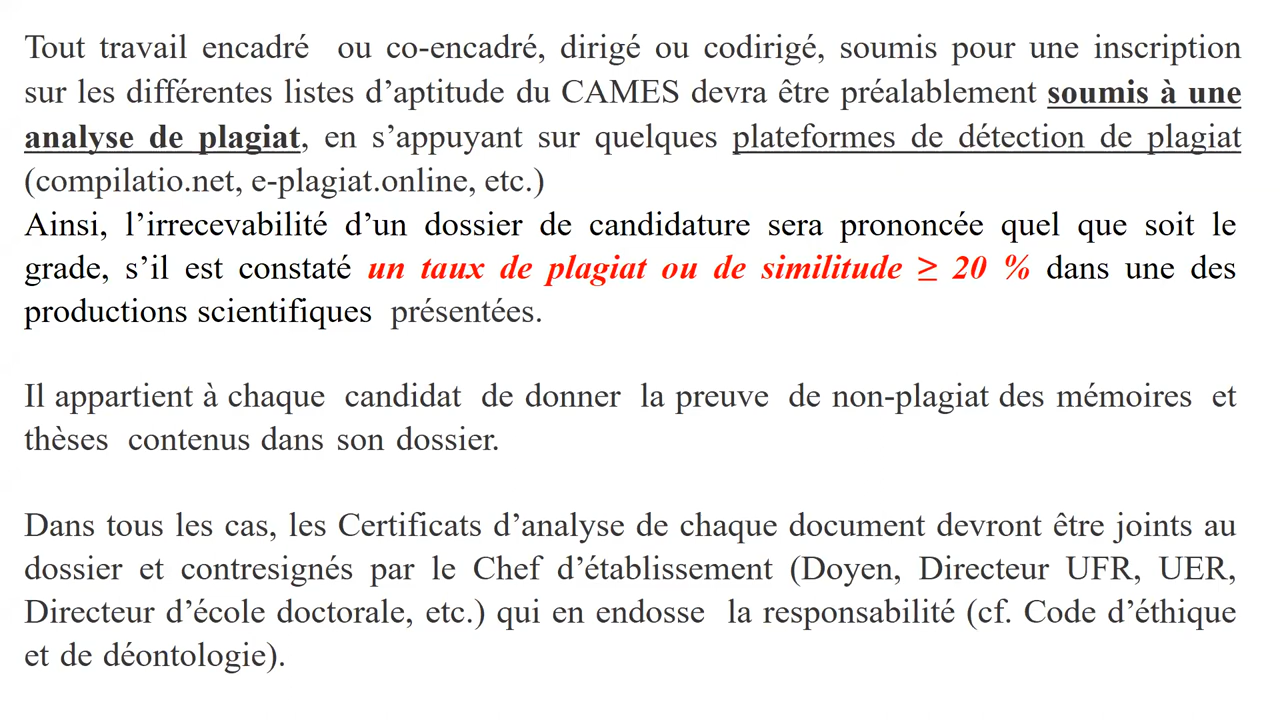 Tout travail encadré ou co-encadré, dirigé ou codirigé, soumis pour une inscription
sur les différentes listes d’aptitude du CAMES devra être préalablement soumis à une
analyse de plagiat, en s’appuyant sur quelques plateformes de détection de plagiat
(compilatio.net, e-plagiat.online, etc.)
Ainsi, l’irrecevabilité d’un dossier de candidature sera prononcée quel que soit le
grade, s’il est constaté un taux de plagiat ou de similitude ≥ 20 % dans une des
productions scientifiques présentées.
Il appartient à chaque candidat de donner la preuve de non-plagiat des mémoires et
thèses contenus dans son dossier.
Dans tous les cas, les Certificats d’analyse de chaque document devront être joints au
dossier et contresignés par le Chef d’établissement (Doyen, Directeur UFR, UER,
Directeur d’école doctorale, etc.) qui en endosse la responsabilité (cf. Code d’éthique
et de déontologie).